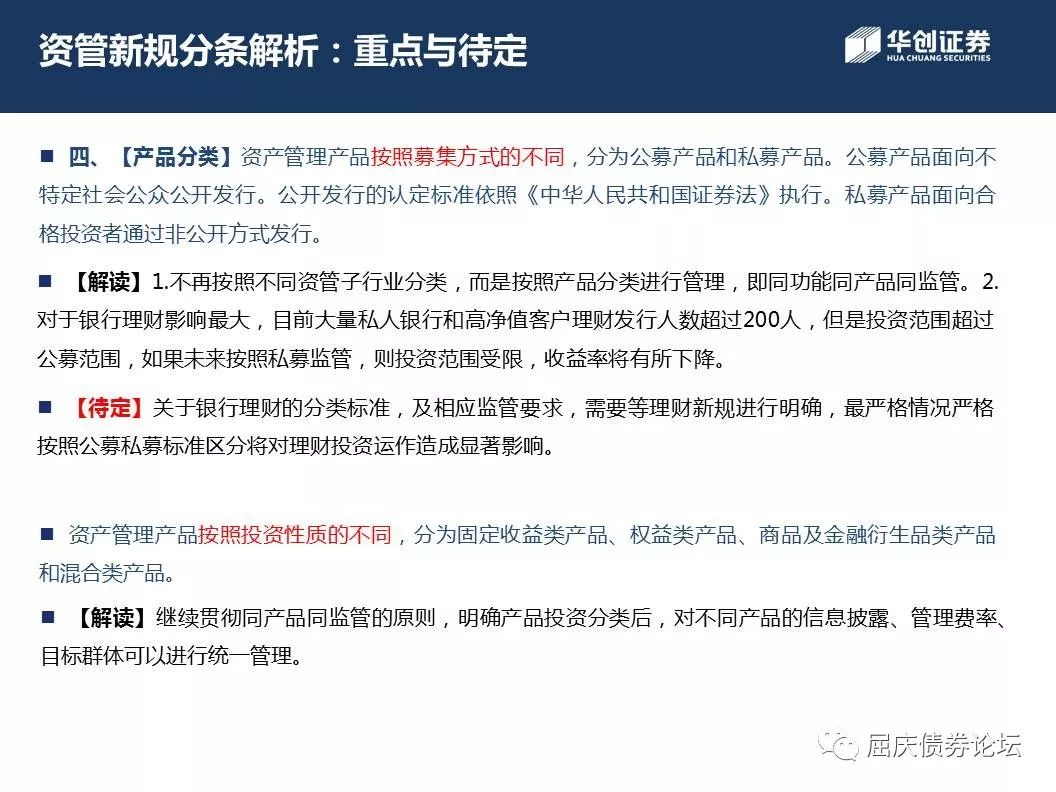 资管新规分条解析：重点与待定
华创证券
HUA CHUANG SECURITIES
■ 四、【产品分类】资产管理产品按照募集方式的不同，分为公募产品和私募产品。公募产品面向不
特定社会公众公开发行。公开发行的认定标准依照《中华人民共和国证券法》执行。私募产品面向合
格投资者通过非公开方式发行。
■ 【解读】1.不再按照不同资管子行业分类，而是按照产品分类进行管理，即同功能同产品同监管。2.
对于银行理财影响最大，目前大量私人银行和高净值客户理财发行人数超过200人，但是投资范围超过
公募范围，如果未来按照私募监管，则投资范围受限，收益率将有所下降。
■ 【待定】关于银行理财的分类标准，及相应监管要求，需要等理财新规进行明确，最严格情况严格
按照公募私募标准区分将对理财投资运作造成显著影响。
■ 资产管理产品按照投资性质的不同，分为固定收益类产品、权益类产品、商品及金融衍生品类产品
和混合类产品。
■ 【解读】继续贯彻同产品同监管的原则，明确产品投资分类后，对不同产品的信息披露、管理费率、
目标群体可以进行统一管理。
屈庆债券论坛